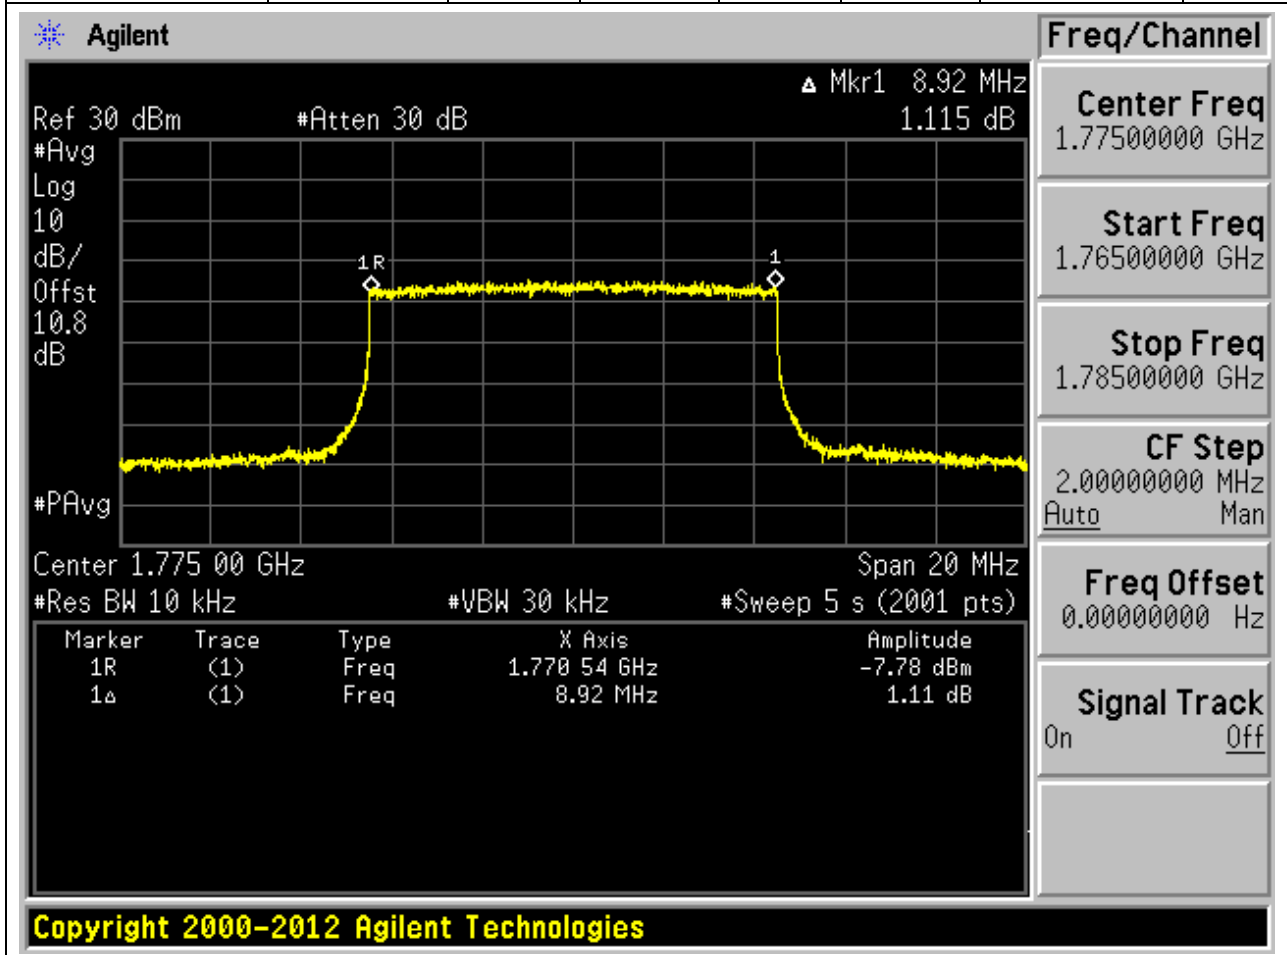 Agilent
Freq/Channel
▵ Mkr1 8.92 MHz
Ref 30 dBm #Atten 30 dB 1.115 dB
#Avg
Log
10
dB/
Offst
10.8
dB
1R
1
#PAvg
Center 1.775 00 GHz Span 20 MHz
#Res BW 10 kHz #VBW 30 kHz #Sweep 5 s (2001 pts)
Marker Trace Type X Axis Amplitude
1R (1) Freq 1.770 54 GHz -7.78 dBm
1▵ (1) Freq 8.92 MHz 1.11 dB
Center Freq
1.77500000 GHz
Start Freq
1.76500000 GHz
Stop Freq
1.78500000 GHz
CF Step
2.00000000 MHz
Auto Man
Freq Offset
0.00000000 Hz
Signal Track
On Off
Copyright 2000-2012 Agilent Technologies